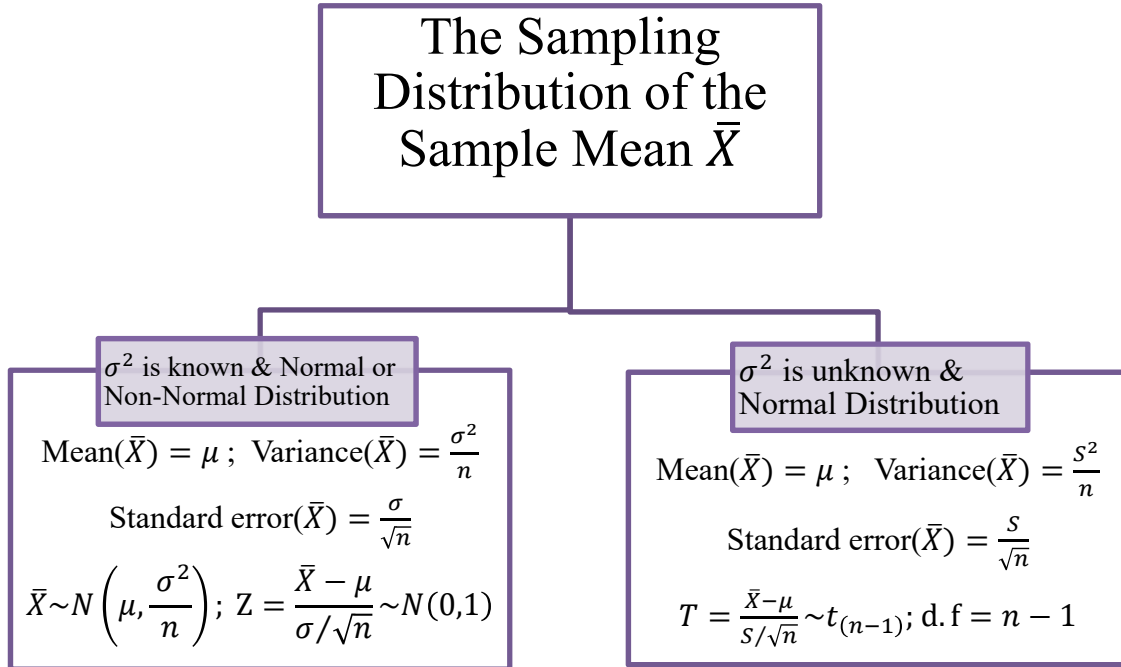 The Sampling
Distribution of the
Sample Mean X̄
σ² is known & Normal or
Non-Normal Distribution
Mean(X̄) = μ ; Variance(X̄) = σ²/n
Standard error(X̄) = σ/√n
X̄~N(μ, σ²/n) ; Z = (X̄ − μ)/(σ/√n) ~N(0,1)
σ² is unknown &
Normal Distribution
Mean(X̄) = μ ; Variance(X̄) = S²/n
Standard error(X̄) = S/√n
T = (X̄−μ)/(S/√n) ~t₍ₙ₋₁₎; d. f = n − 1